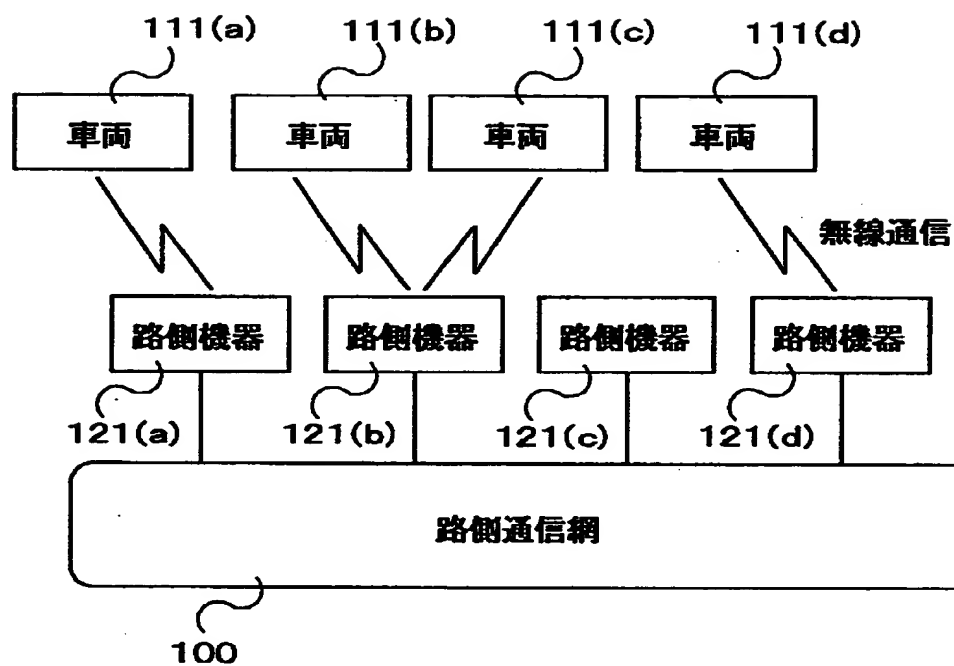 111(a) 111(b) 111(c) 111(d)
車両 車両 車両 車両
無線通信
路側機器 路側機器 路側機器 路側機器
121(a) 121(b) 121(c) 121(d)
路側通信網
100